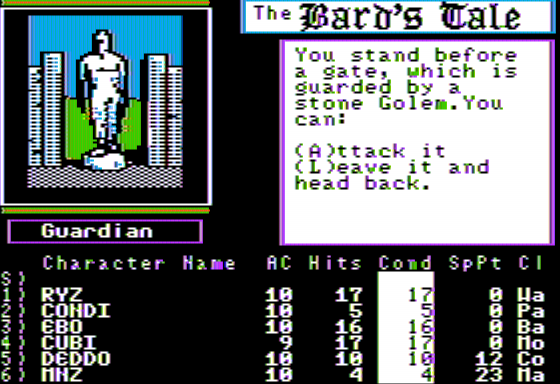 The Bard's Tale
You stand before
a gate, which is
guarded by a
stone Golem.You
can:
(A)ttack it
(L)eave it and
head back.
Guardian
Character Name AC Hits Cond SpPt Cl
S)
1) RYZ 10 17 17 0 Wa
2) CONDI 10 5 5 0 Pa
3) EBO 10 16 16 0 Ba
4) CUBI 9 17 17 0 Mo
5) DEDDO 10 10 10 12 Co
6) MNZ 10 4 4 23 Ma